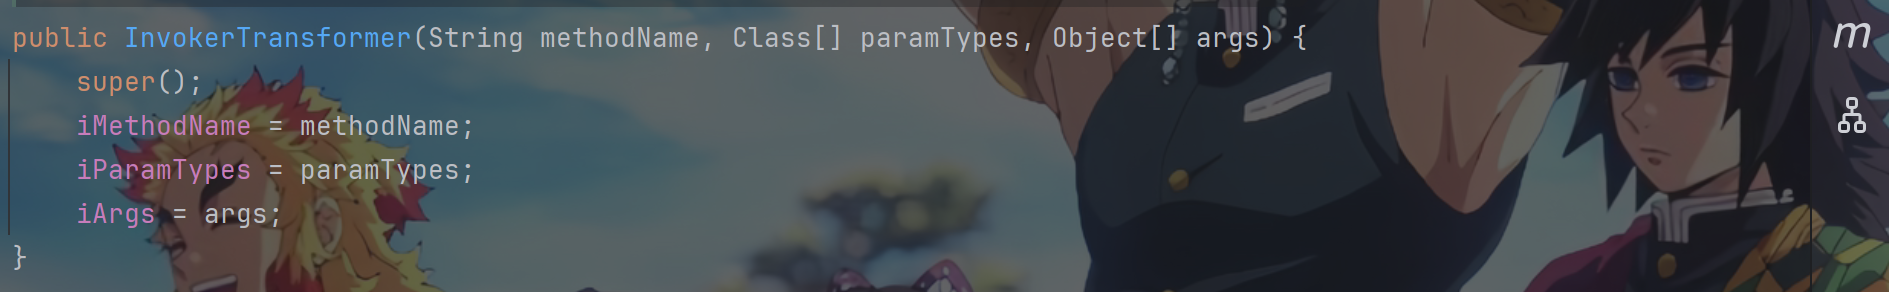 public InvokerTransformer(String methodName, Class[] paramTypes, Object[] args) {
    super();
    iMethodName = methodName;
    iParamTypes = paramTypes;
    iArgs = args;
}
m